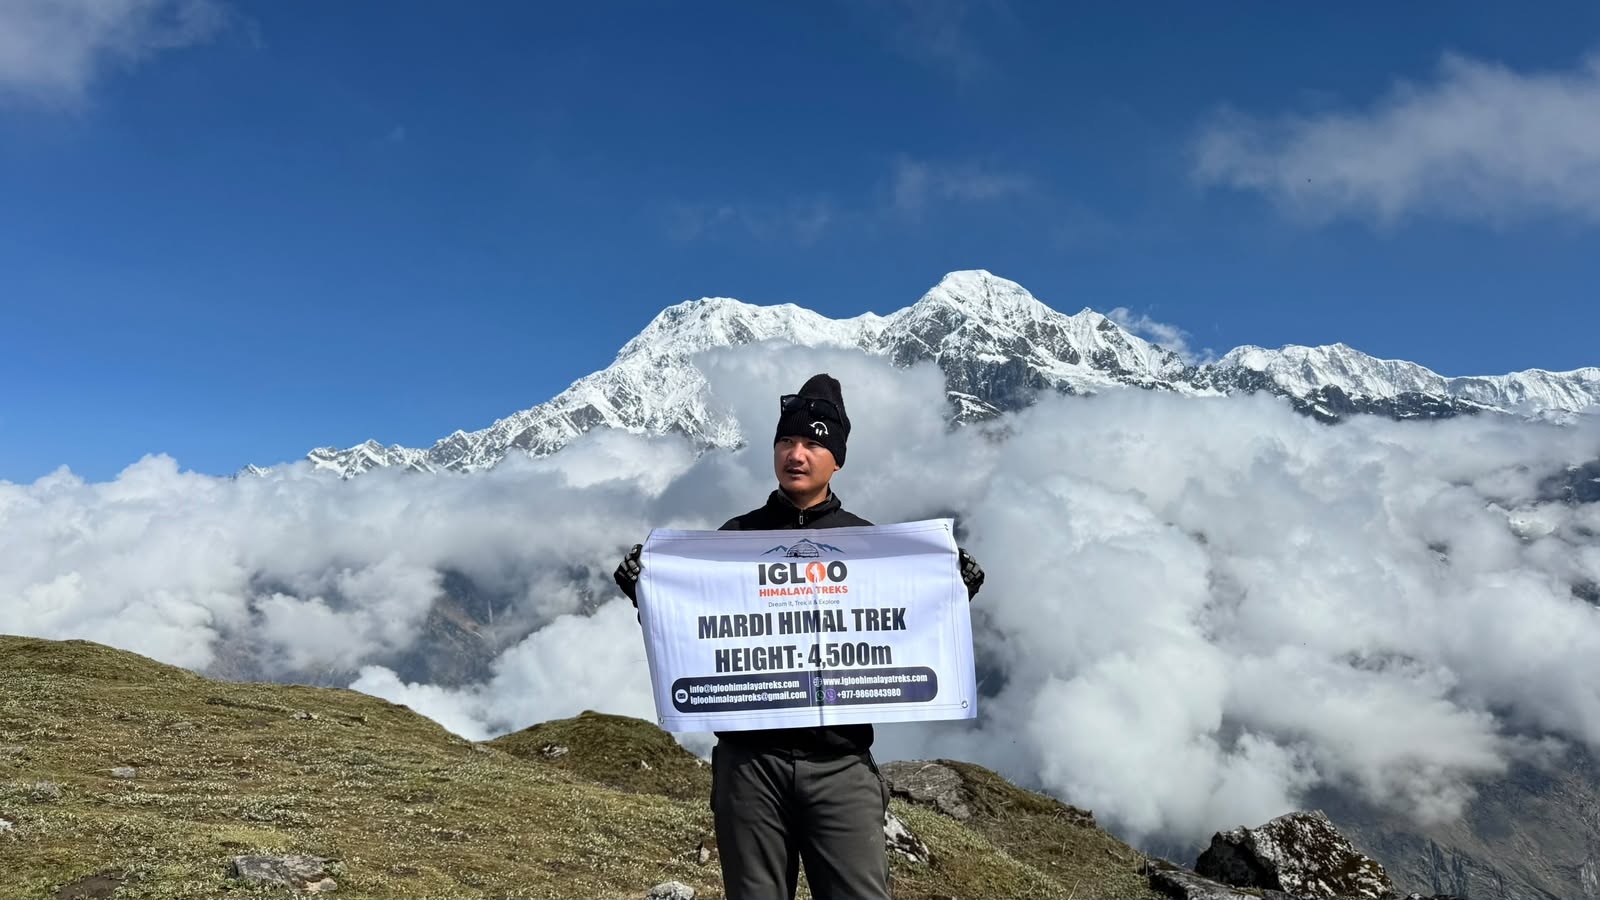 IGLOO
HIMALAYA TREKS
Dream It, Trek It & Explore
MARDI HIMAL TREK
HEIGHT: 4,500m
info@igloohimalayatreks.com
igloohimalayatreks@gmail.com
www.igloohimalayatreks.com
+977-9860843980